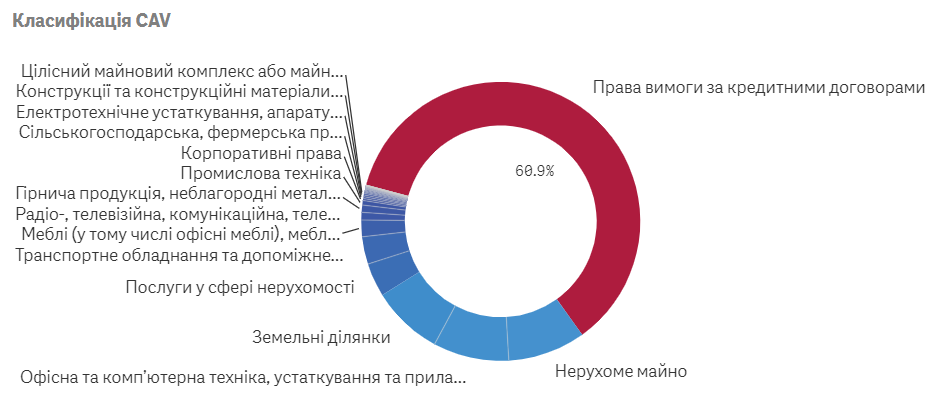 Класифікація CAV
Цілісний майновий комплекс або майн...
Конструкції та конструкційні матеріали...
Електротехнічне устаткування, апарату...
Сільськогосподарська, фермерська пр...
Корпоративні права
Промислова техніка
Гірнича продукція, неблагородні метал...
Радіо-, телевізійна, комунікаційна, теле...
Меблі (у тому числі офісні меблі), мебл...
Транспортне обладнання та допоміжне...
Послуги у сфері нерухомості
Земельні ділянки
Офісна та комп’ютерна техніка, устаткування та прила...
Нерухоме майно
Права вимоги за кредитними договорами
60.9%